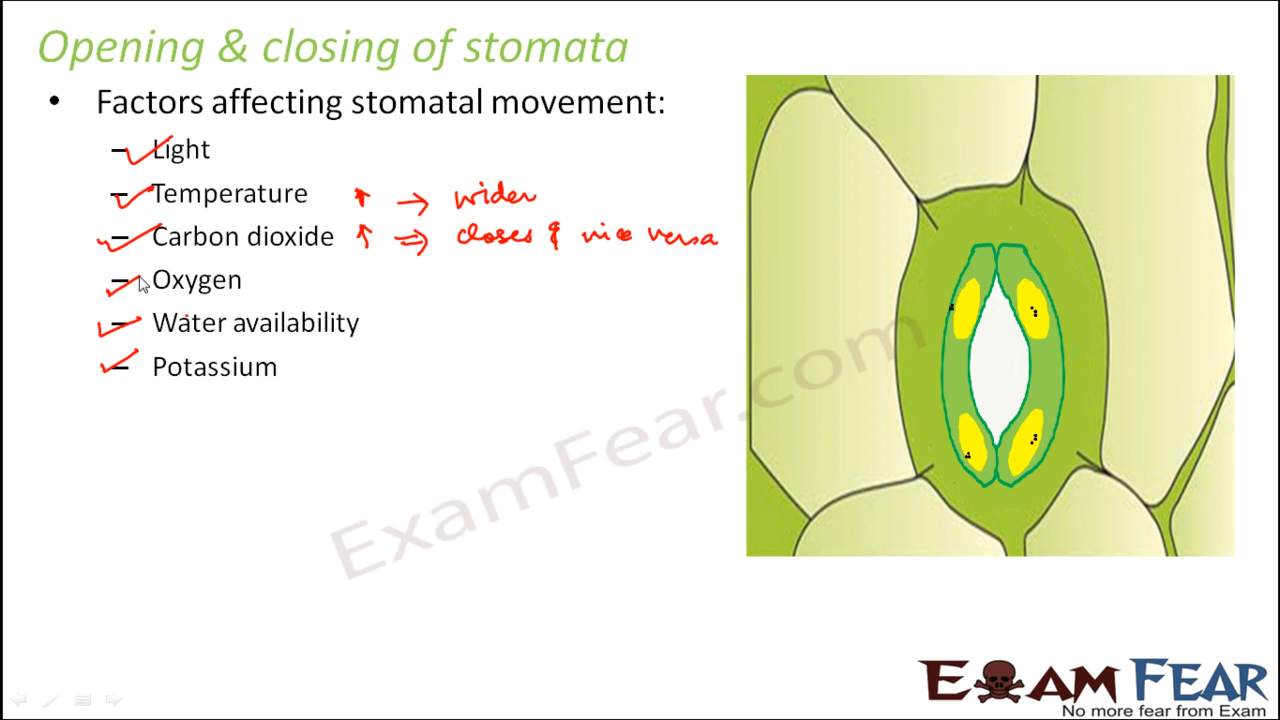 Opening & closing of stomata
• Factors affecting stomatal movement:
– Light
– Temperature ↑ → wider
– Carbon dioxide ↑ ⇒ closes & vice versa
– Oxygen
– Water availability
– Potassium
ExamFear.com
EXAM FEAR
No more fear from Exam